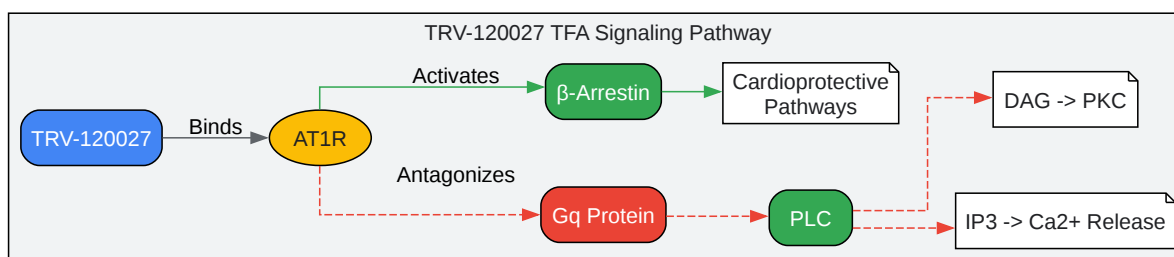 TRV-120027 TFA Signaling Pathway
Activates
β-Arrestin
Cardioprotective
Pathways
DAG -> PKC
TRV-120027
Binds
AT1R
Antagonizes
Gq Protein
PLC
IP3 -> Ca2+ Release